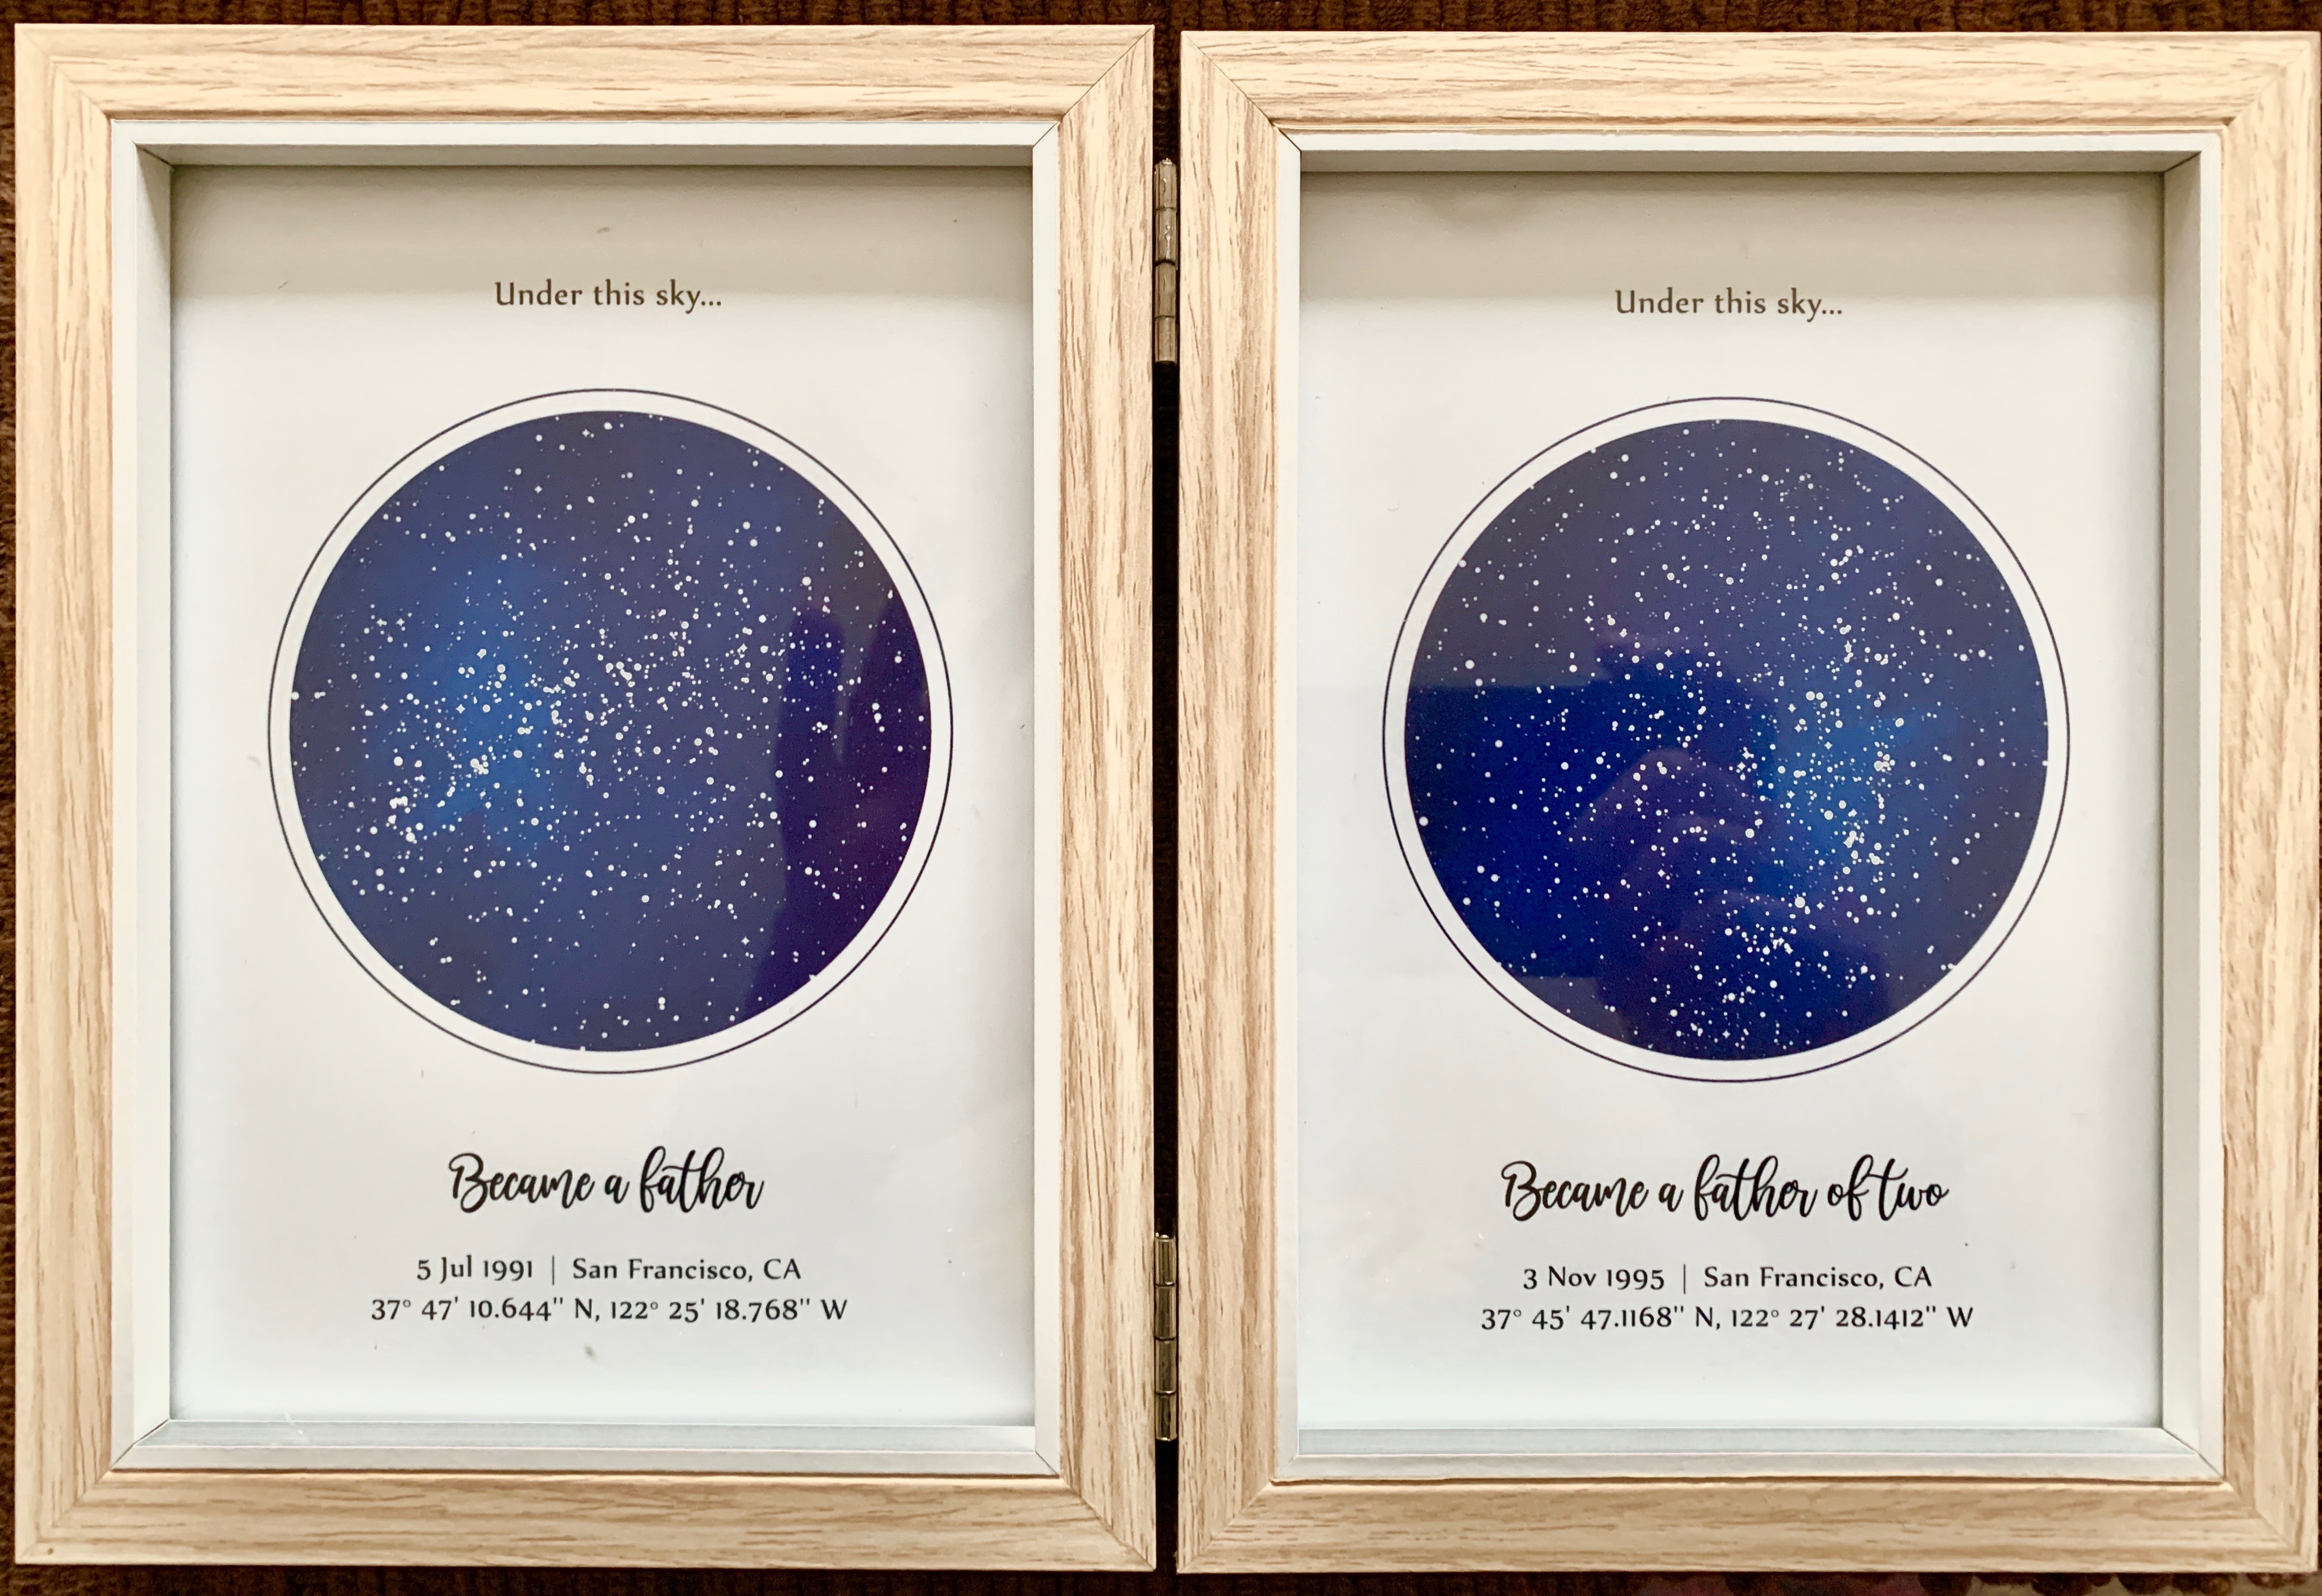 Under this sky...
Became a father
5 Jul 1991 | San Francisco, CA
37° 47' 10.644" N, 122° 25' 18.768" W
Under this sky...
Became a father of two
3 Nov 1995 | San Francisco, CA
37° 45' 47.1168" N, 122° 27' 28.1412" W